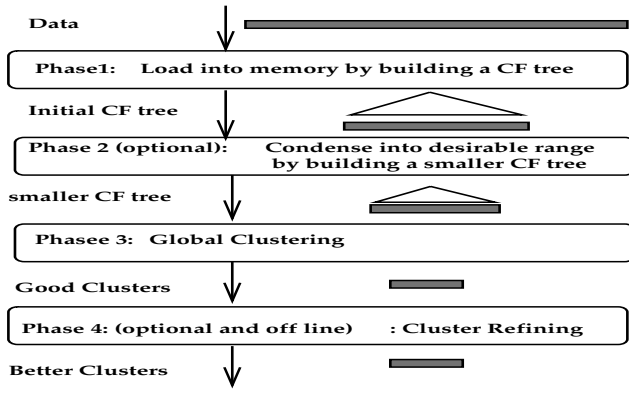 Data
Phase1: Load into memory by building a CF tree
Initial CF tree
Phase 2 (optional): Condense into desirable range
by building a smaller CF tree
smaller CF tree
Phasee 3: Global Clustering
Good Clusters
Phase 4: (optional and off line) : Cluster Refining
Better Clusters